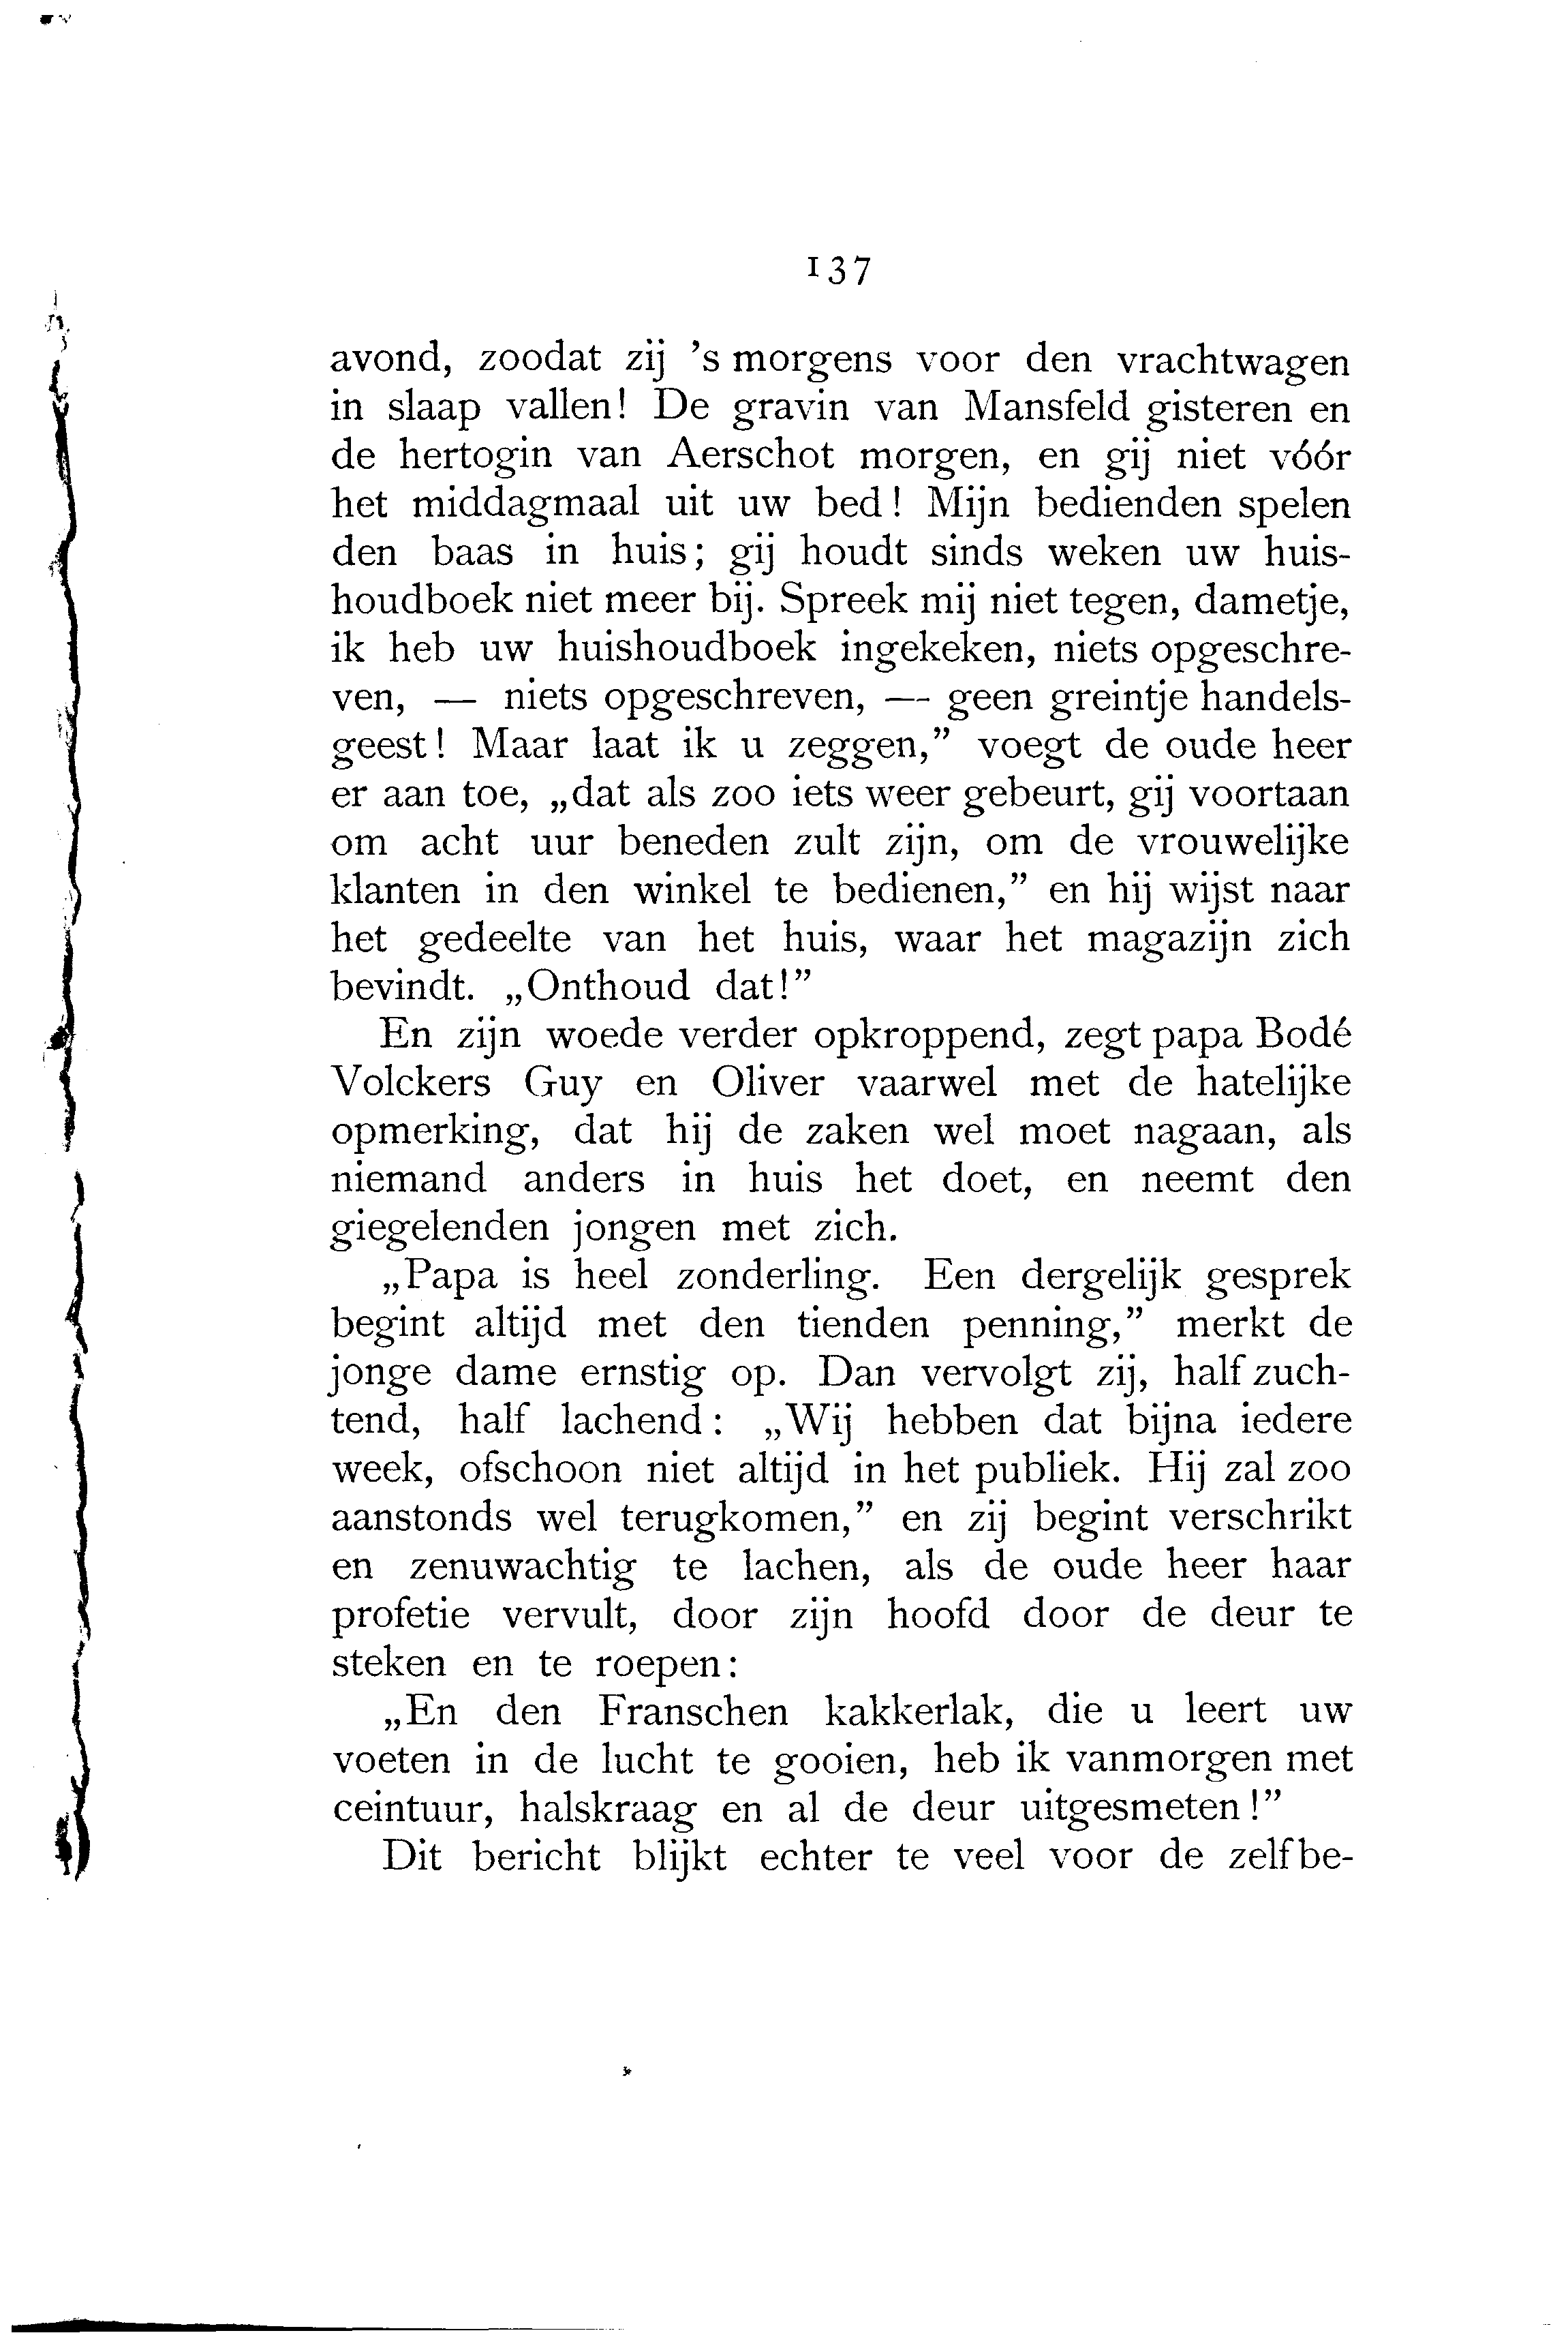 137
avond, zoodat zij 's morgens voor den vrachtwagen
in slaap vallen! De gravin van Mansfeld gisteren en
de hertogin van Aerschot morgen, en gij niet vóór
het middagmaal uit uw bed! Mijn bedienden spelen
den baas in huis; gij houdt sinds weken uw huis-
houdboek niet meer bij. Spreek mij niet tegen, dametje,
ik heb uw huishoudboek ingekeken, niets opgeschre-
ven, — niets opgeschreven, — geen greintje handels-
geest! Maar laat ik u zeggen,” voegt de oude heer
er aan toe, „dat als zoo iets weer gebeurt, gij voortaan
om acht uur beneden zult zijn, om de vrouwelijke
klanten in den winkel te bedienen,” en hij wijst naar
het gedeelte van het huis, waar het magazijn zich
bevindt. „Onthoud dat!”
En zijn woede verder opkroppend, zegt papa Bodé
Volckers Guy en Oliver vaarwel met de hatelijke
opmerking, dat hij de zaken wel moet nagaan, als
niemand anders in huis het doet, en neemt den
giegelenden jongen met zich.
„Papa is heel zonderling. Een dergelijk gesprek
begint altijd met den tienden penning,” merkt de
jonge dame ernstig op. Dan vervolgt zij, half zuch-
tend, half lachend: „Wij hebben dat bijna iedere
week, ofschoon niet altijd in het publiek. Hij zal zoo
aanstonds wel terugkomen,” en zij begint verschrikt
en zenuwachtig te lachen, als de oude heer haar
profetie vervult, door zijn hoofd door de deur te
steken en te roepen:
„En den Franschen kakkerlak, die u leert uw
voeten in de lucht te gooien, heb ik vanmorgen met
ceintuur, halskraag en al de deur uitgesmeten!”
Dit bericht blijkt echter te veel voor de zelfbe-